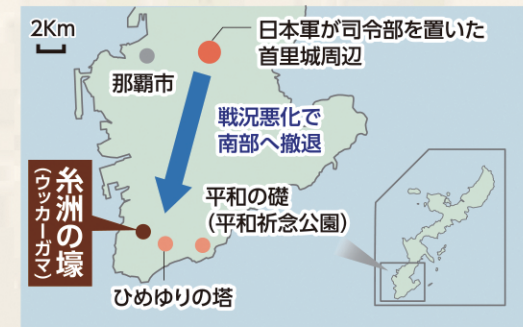 2Km
日本軍が司令部を置いた
首里城周辺
那覇市
戦況悪化で
南部へ撤退
糸洲の壕
(ウッカーガマ)
平和の礎
(平和祈念公園)
ひめゆりの塔